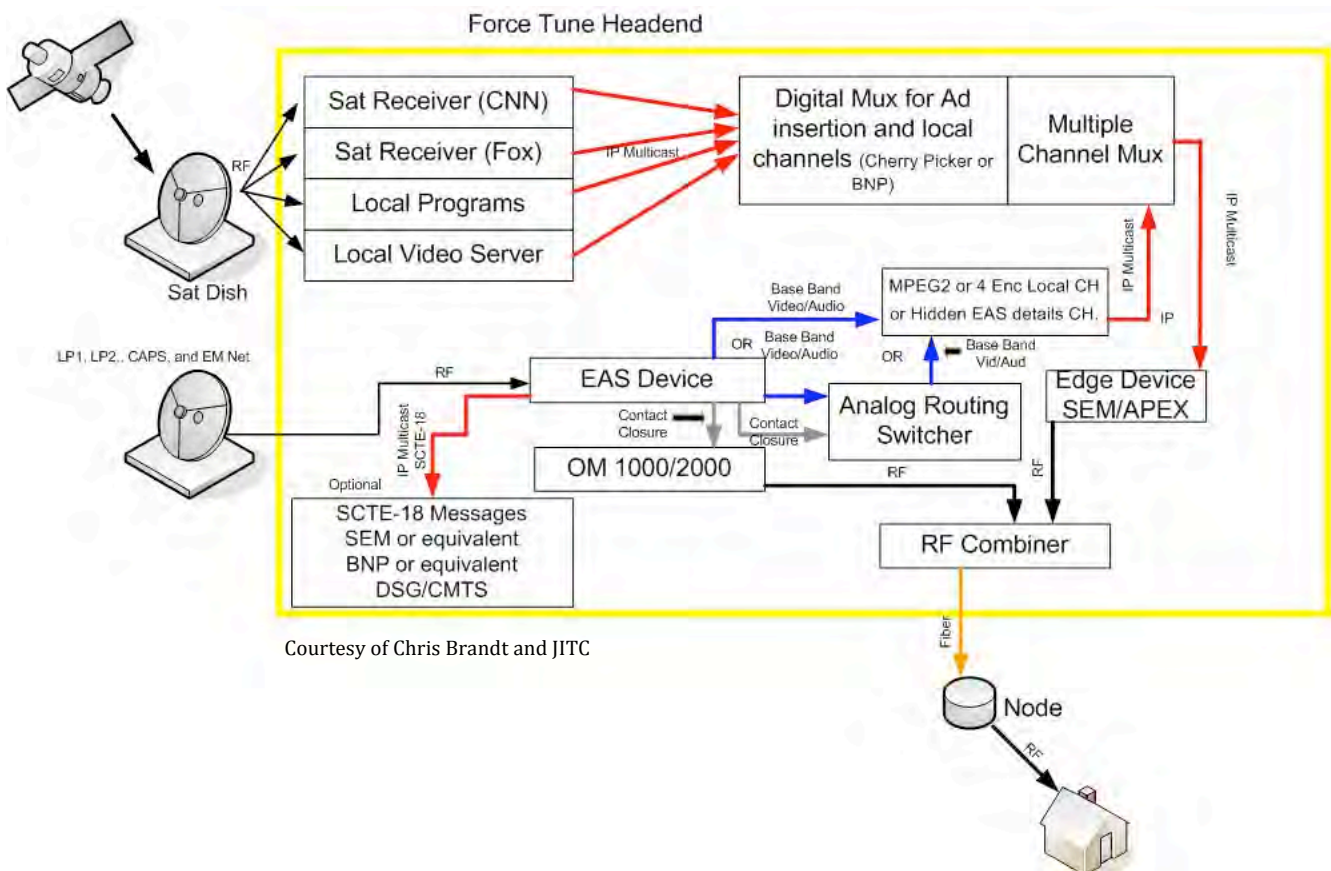 Force Tune Headend
Sat Receiver (CNN)
Sat Receiver (Fox)
Local Programs
Local Video Server
RF
Sat Dish
IP Multicast
Digital Mux for Ad
insertion and local
channels (Cherry Picker or
BNP)
Multiple
Channel Mux
IP Multicast
IP Multicast
IP
MPEG2 or 4 Enc Local CH
or Hidden EAS details CH.
Base Band
Video/Audio
OR
Base Band
Video/Audio
OR
Base Band
Vid/Aud
LP1, LP2.. CAPS, and EM Net
RF
EAS Device
Analog Routing
Switcher
Edge Device
SEM/APEX
Contact
Closure
Contact
Closure
IP Multicast
SCTE-18
OM 1000/2000
RF
RF
Optional
SCTE-18 Messages
SEM or equivalent
BNP or equivalent
DSG/CMTS
RF Combiner
Fiber
Courtesy of Chris Brandt and JITC
Node
RF